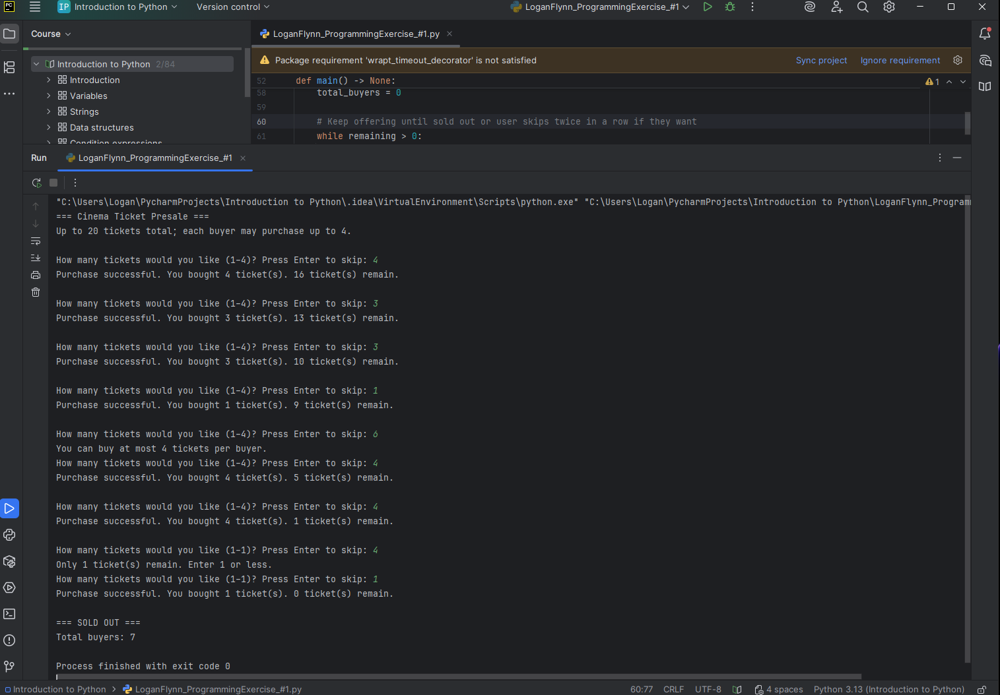 PC
IP Introduction to Python
Version control
LoganFlynn_ProgrammingExercise_#1
Course
LoganFlynn_ProgrammingExercise_#1.py
Introduction to Python 2/84
Introduction
Variables
Strings
Data structures
Condition expressions
Package requirement 'wrapt_timeout_decorator' is not satisfied
Sync project
Ignore requirement
52 def main() -> None:
1
58 total_buyers = 0
59
60 # Keep offering until sold out or user skips twice in a row if they want
61 while remaining > 0:
Run
LoganFlynn_ProgrammingExercise_#1
"C:\Users\Logan\PycharmProjects\Introduction to Python\.idea\VirtualEnvironment\Scripts\python.exe" "C:\Users\Logan\PycharmProjects\Introduction to Python\LoganFlynn_Program
=== Cinema Ticket Presale ===
Up to 20 tickets total; each buyer may purchase up to 4.
How many tickets would you like (1-4)? Press Enter to skip: 4
Purchase successful. You bought 4 ticket(s). 16 ticket(s) remain.
How many tickets would you like (1-4)? Press Enter to skip: 3
Purchase successful. You bought 3 ticket(s). 13 ticket(s) remain.
How many tickets would you like (1-4)? Press Enter to skip: 3
Purchase successful. You bought 3 ticket(s). 10 ticket(s) remain.
How many tickets would you like (1-4)? Press Enter to skip: 1
Purchase successful. You bought 1 ticket(s). 9 ticket(s) remain.
How many tickets would you like (1-4)? Press Enter to skip: 6
You can buy at most 4 tickets per buyer.
How many tickets would you like (1-4)? Press Enter to skip: 4
Purchase successful. You bought 4 ticket(s). 5 ticket(s) remain.
How many tickets would you like (1-4)? Press Enter to skip: 4
Purchase successful. You bought 4 ticket(s). 1 ticket(s) remain.
How many tickets would you like (1-1)? Press Enter to skip: 4
Only 1 ticket(s) remain. Enter 1 or less.
How many tickets would you like (1-1)? Press Enter to skip: 1
Purchase successful. You bought 1 ticket(s). 0 ticket(s) remain.
=== SOLD OUT ===
Total buyers: 7
Process finished with exit code 0
Introduction to Python > LoganFlynn_ProgrammingExercise_#1.py
60:77
CRLF
UTF-8
4 spaces
Python 3.13 (Introduction to Python)